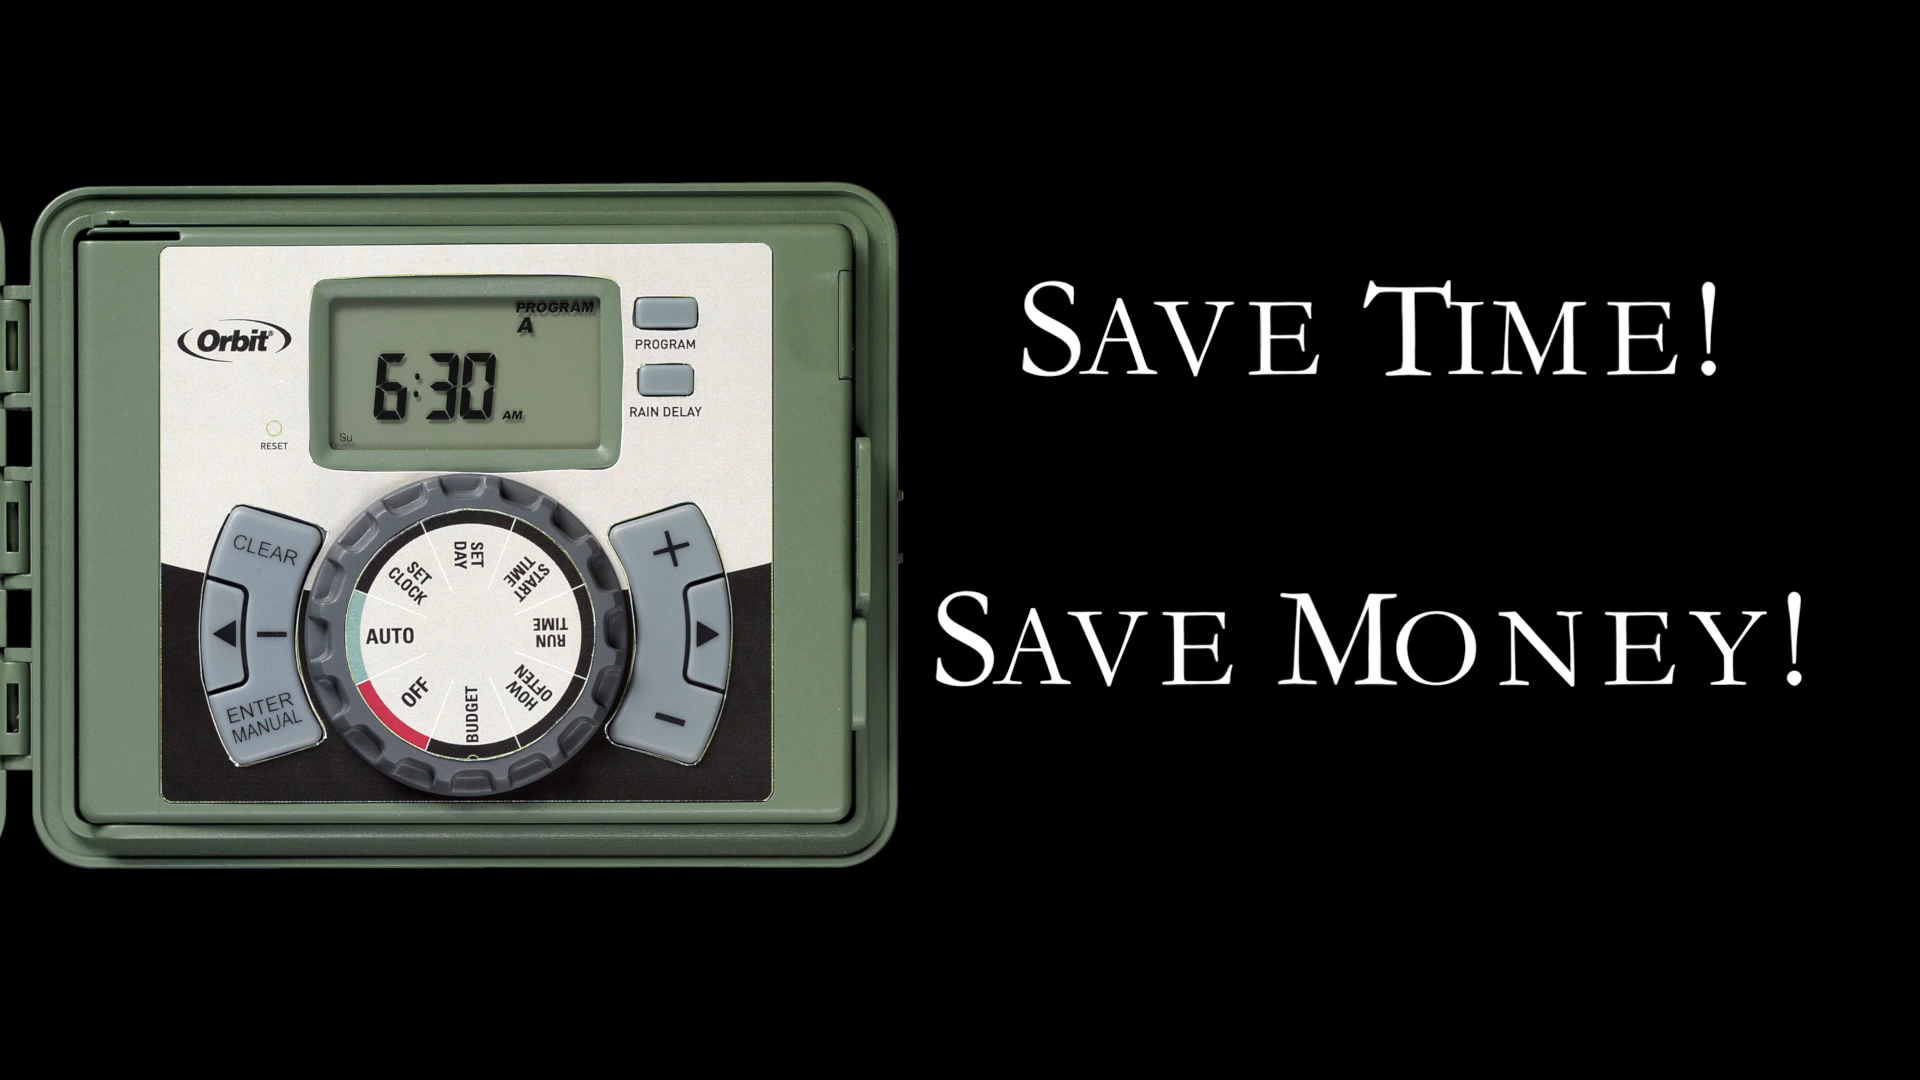 Orbit®
PROGRAM
A
6:30 AM
Su
PROGRAM
RAIN DELAY
RESET
SAVE TIME!
CLEAR
ENTER
MANUAL
+
−
−
SET
DAY
START
TIME
SET
CLOCK
RUN
TIME
AUTO
HOW
OFTEN
OFF
BUDGET
SAVE MONEY!